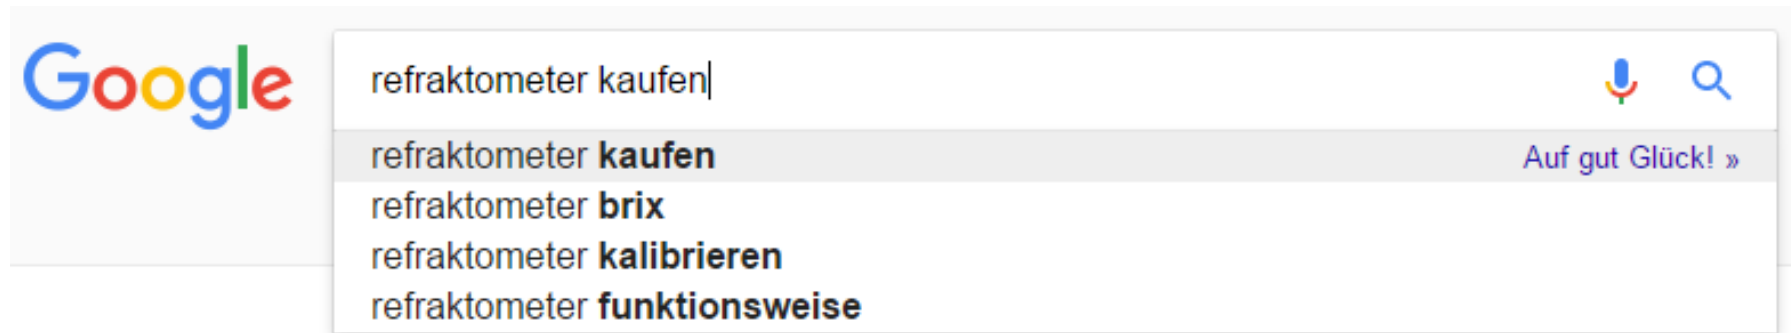 Google
refraktometer kaufen
refraktometer kaufen Auf gut Glück! »
refraktometer brix
refraktometer kalibrieren
refraktometer funktionsweise